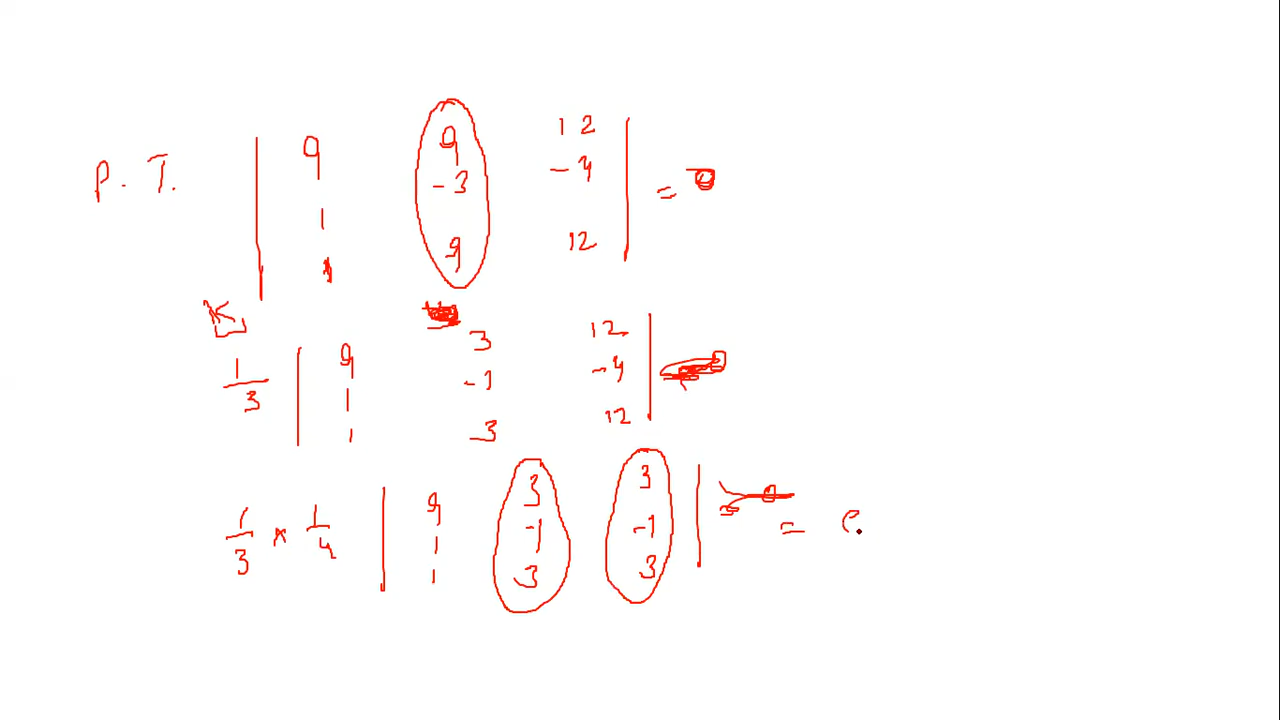 P. T. | 9 9 12 |
-3 -4 = 0
1
1 9 12
K
1/3 | 9 3 12 |
1 -1 -4
1 3 12
1/3 × 1/4 | 9 3 3 |
1 -1 -1 =
1 3 3